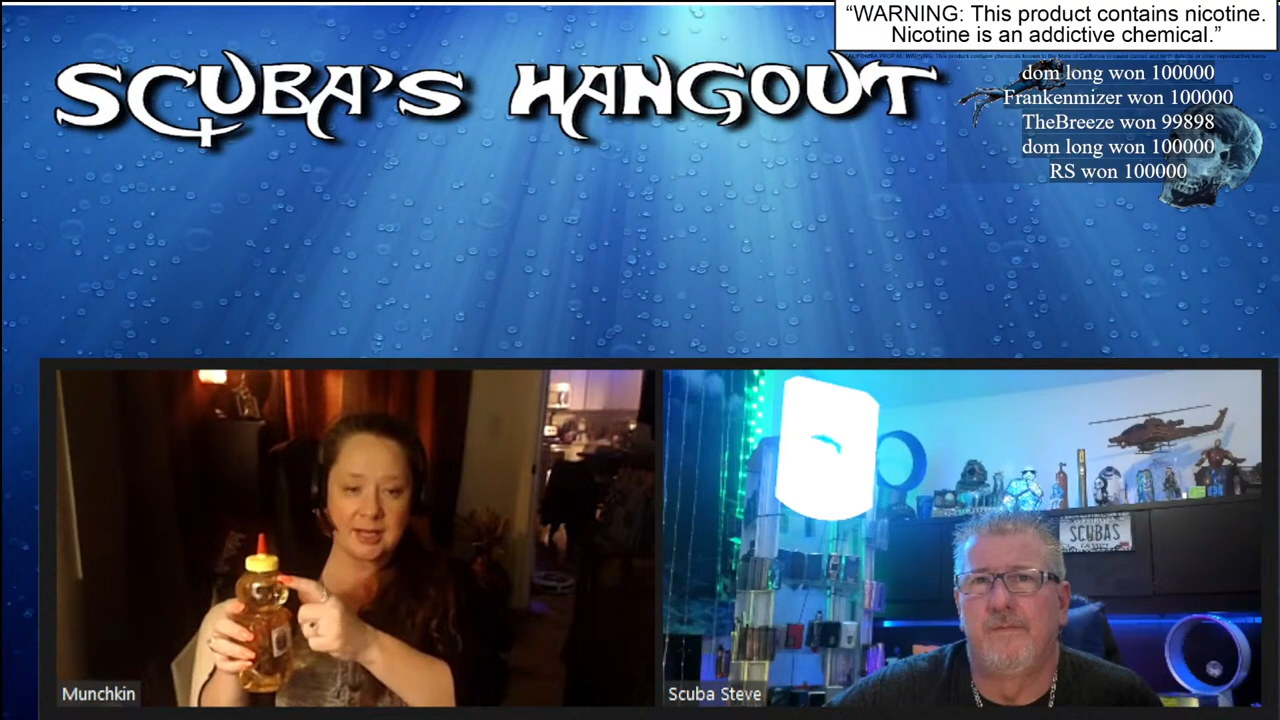 “WARNING: This product contains nicotine.
Nicotine is an addictive chemical.”
SCUBA'S HANGOUT
dom long won 100000
Frankenmizer won 100000
TheBreeze won 99898
dom long won 100000
RS won 100000
SCUBAS
Munchkin
Scuba Steve